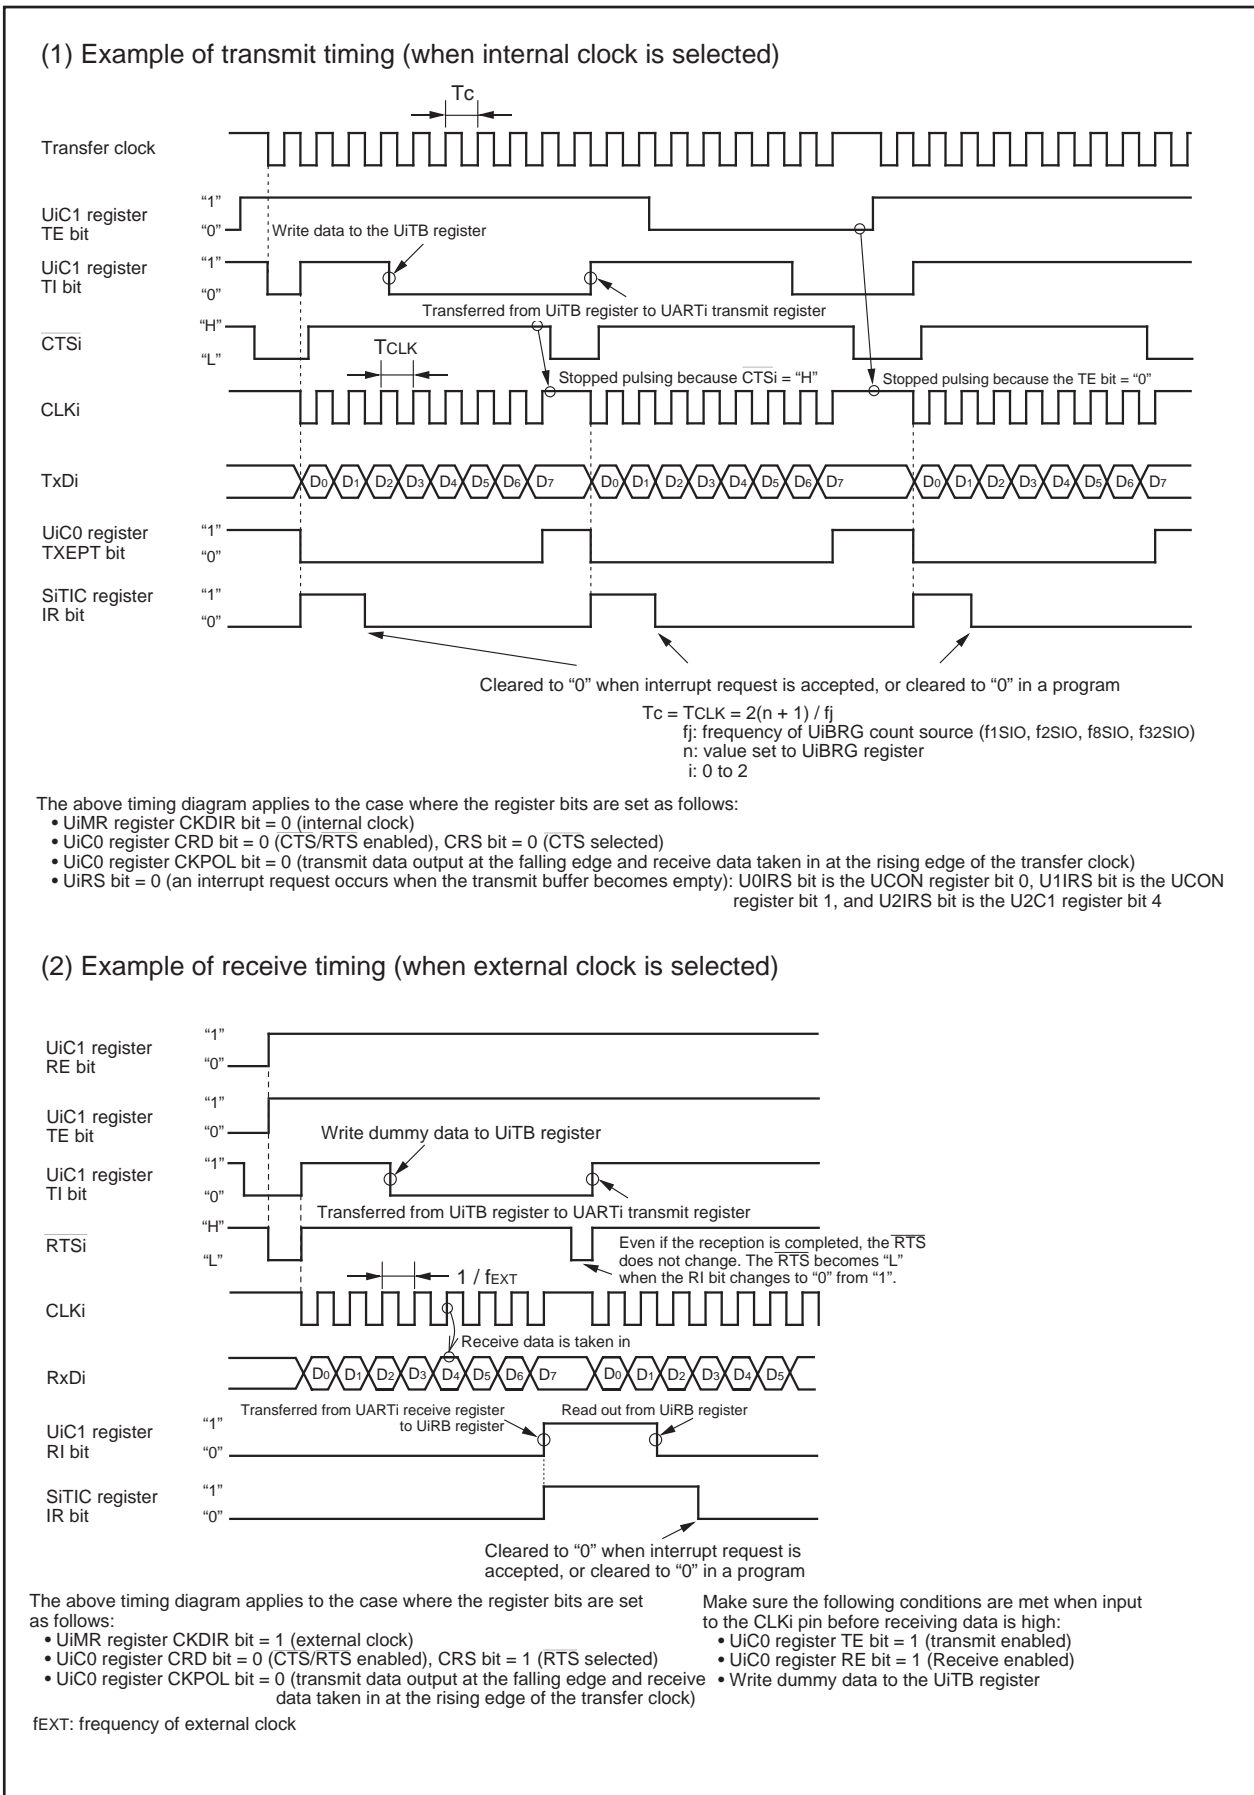 (1) Example of transmit timing (when internal clock is selected)
Tc
Transfer clock
UiC1 register
TE bit
“1”
“0”
Write data to the UiTB register
UiC1 register
TI bit
“1”
“0”
Transferred from UiTB register to UARTi transmit register
CTSi
“H”
“L”
TCLK
Stopped pulsing because CTSi = “H”
Stopped pulsing because the TE bit = “0”
CLKi
TxDi
D0 D1 D2 D3 D4 D5 D6 D7 D0 D1 D2 D3 D4 D5 D6 D7 D0 D1 D2 D3 D4 D5 D6 D7
UiC0 register
TXEPT bit
“1”
“0”
SiTIC register
IR bit
“1”
“0”
Cleared to “0” when interrupt request is accepted, or cleared to “0” in a program
Tc = TCLK = 2(n + 1) / fj
fj: frequency of UiBRG count source (f1SIO, f2SIO, f8SIO, f32SIO)
n: value set to UiBRG register
i: 0 to 2
The above timing diagram applies to the case where the register bits are set as follows:
• UiMR register CKDIR bit = 0 (internal clock)
• UiC0 register CRD bit = 0 (CTS/RTS enabled), CRS bit = 0 (CTS selected)
• UiC0 register CKPOL bit = 0 (transmit data output at the falling edge and receive data taken in at the rising edge of the transfer clock)
• UiRS bit = 0 (an interrupt request occurs when the transmit buffer becomes empty): U0IRS bit is the UCON register bit 0, U1IRS bit is the UCON
register bit 1, and U2IRS bit is the U2C1 register bit 4
(2) Example of receive timing (when external clock is selected)
UiC1 register
RE bit
“1”
“0”
UiC1 register
TE bit
“1”
“0”
Write dummy data to UiTB register
UiC1 register
TI bit
“1”
“0”
Transferred from UiTB register to UARTi transmit register
RTSi
“H”
“L”
Even if the reception is completed, the RTS
does not change. The RTS becomes “L”
when the RI bit changes to “0” from “1”.
1 / fEXT
CLKi
Receive data is taken in
RxDi
D0 D1 D2 D3 D4 D5 D6 D7 D0 D1 D2 D3 D4 D5
Transferred from UARTi receive register
to UiRB register
Read out from UiRB register
UiC1 register
RI bit
“1”
“0”
SiTIC register
IR bit
“1”
“0”
Cleared to “0” when interrupt request is
accepted, or cleared to “0” in a program
The above timing diagram applies to the case where the register bits are set
as follows:
• UiMR register CKDIR bit = 1 (external clock)
• UiC0 register CRD bit = 0 (CTS/RTS enabled), CRS bit = 1 (RTS selected)
• UiC0 register CKPOL bit = 0 (transmit data output at the falling edge and receive
data taken in at the rising edge of the transfer clock)
fEXT: frequency of external clock
Make sure the following conditions are met when input
to the CLKi pin before receiving data is high:
• UiC0 register TE bit = 1 (transmit enabled)
• UiC0 register RE bit = 1 (Receive enabled)
• Write dummy data to the UiTB register